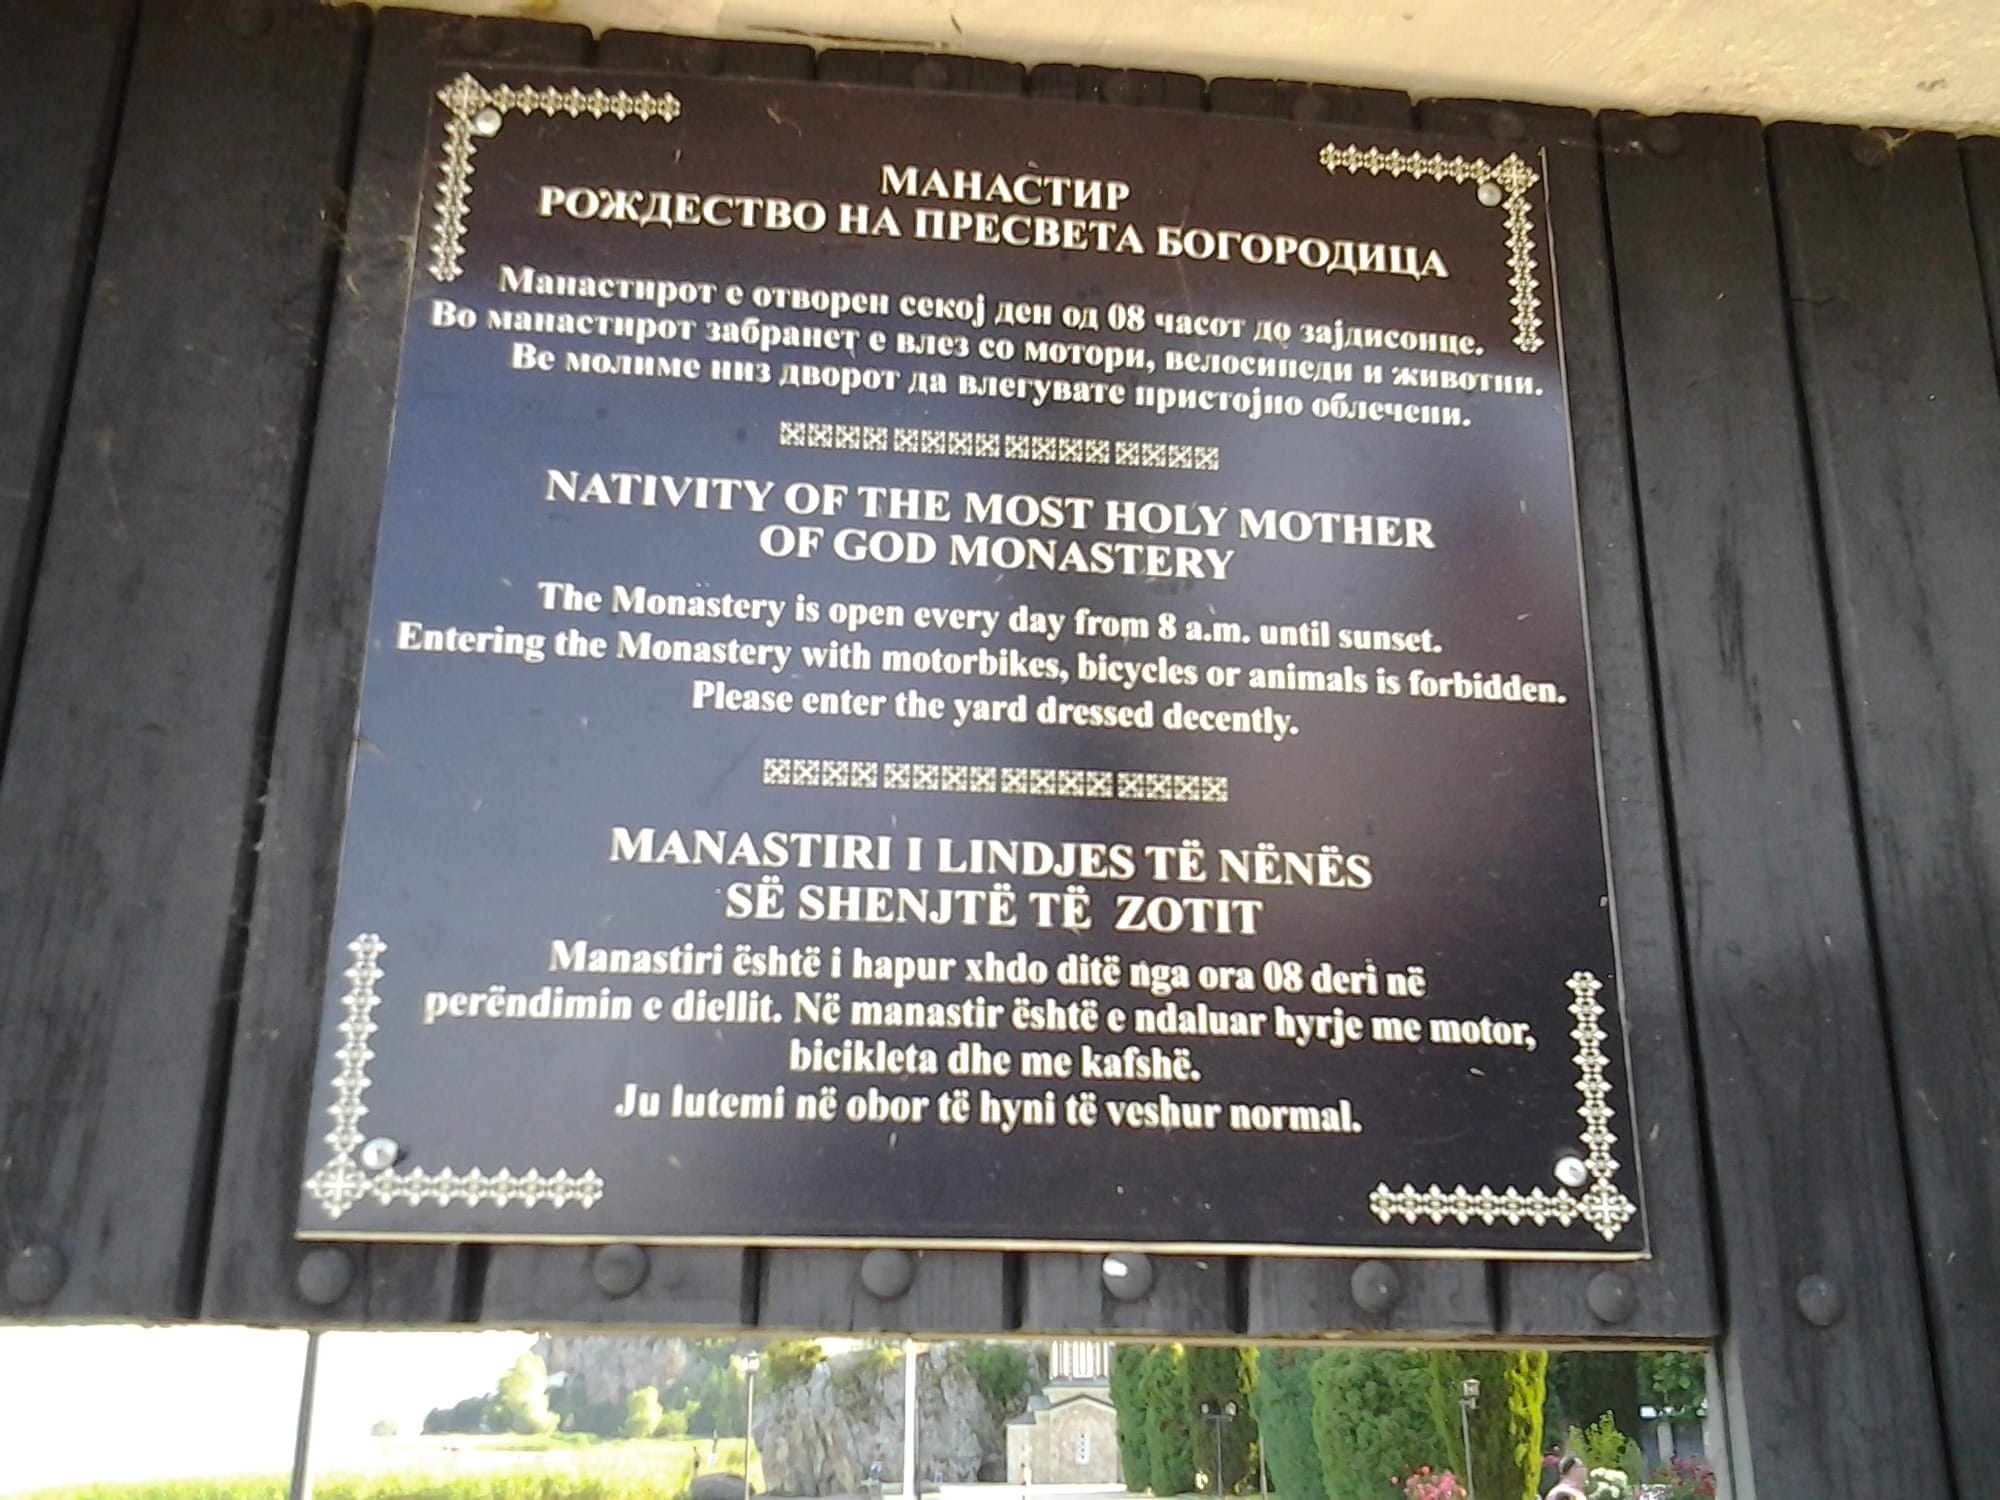 МАНАСТИР
РОЖДЕСТВО НА ПРЕСВЕТА БОГОРОДИЦА
Манастирот е отворен секој ден од 08 часот до зајдисонце.
Во манастирот забранет е влез со мотори, велосипеди и животни.
Ве молиме низ дворот да влегувате пристојно облечени.
NATIVITY OF THE MOST HOLY MOTHER
OF GOD MONASTERY
The Monastery is open every day from 8 a.m. until sunset.
Entering the Monastery with motorbikes, bicycles or animals is forbidden.
Please enter the yard dressed decently.
MANASTIRI I LINDJES TË NËNËS
SË SHENJTË TË ZOTIT
Manastiri është i hapur xhdo ditë nga ora 08 deri në
perëndimin e diellit. Në manastir është e ndaluar hyrje me motor,
bicikleta dhe me kafshë.
Ju lutemi në obor të hyni të veshur normal.